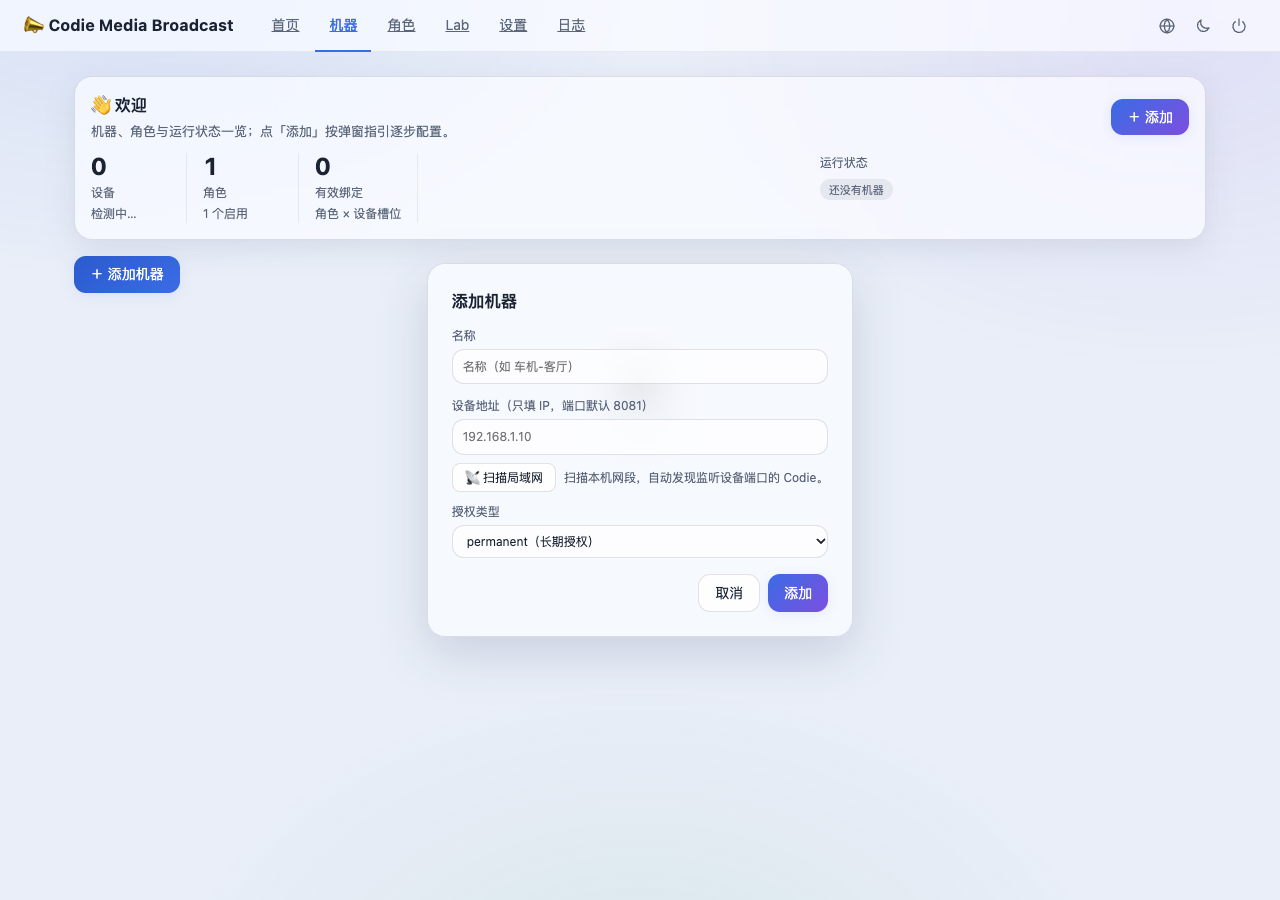 Codie Media Broadcast 首页 机器 角色 Lab 设置 日志
👋 欢迎
机器、角色与运行状态一览；点「添加」按弹窗指引逐步配置。
+ 添加
0
设备
检测中…
1
角色
1 个启用
0
有效绑定
角色 × 设备槽位
运行状态
还没有机器
+ 添加机器
添加机器
名称
名称（如 车机-客厅）
设备地址（只填 IP，端口默认 8081）
192.168.1.10
📡 扫描局域网 扫描本机网段，自动发现监听设备端口的 Codie。
授权类型
permanent（长期授权）
取消 添加